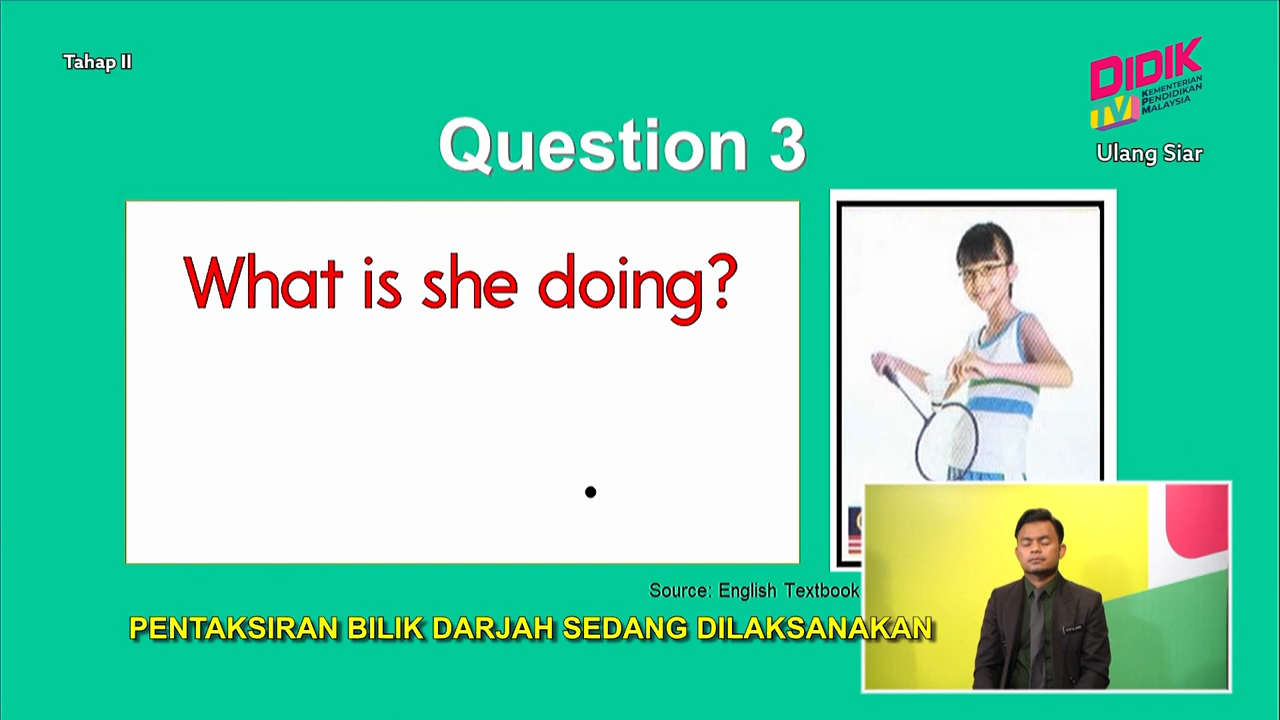 Tahap II
DIDIK
TV
KEMENTERIAN
PENDIDIKAN
MALAYSIA
Ulang Siar
Question 3
What is she doing?
.
Source: English Textbook
PENTAKSIRAN BILIK DARJAH SEDANG DILAKSANAKAN